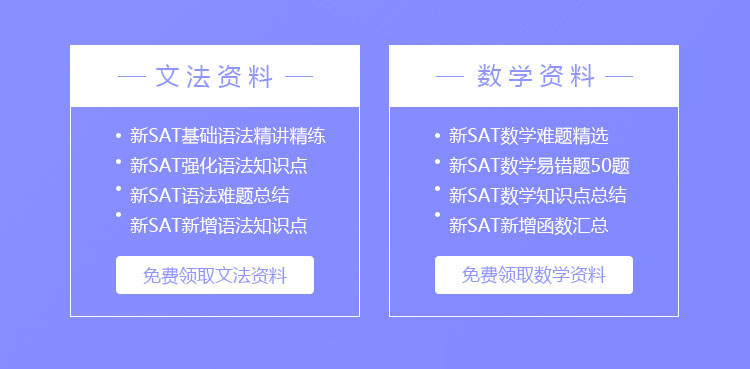 文法资料
新SAT基础语法精讲精练
新SAT强化语法知识点
新SAT语法难题总结
新SAT新增语法知识点
免费领取文法资料
数学资料
新SAT数学难题精选
新SAT数学易错题50题
新SAT数学知识点总结
新SAT新增函数汇总
免费领取数学资料